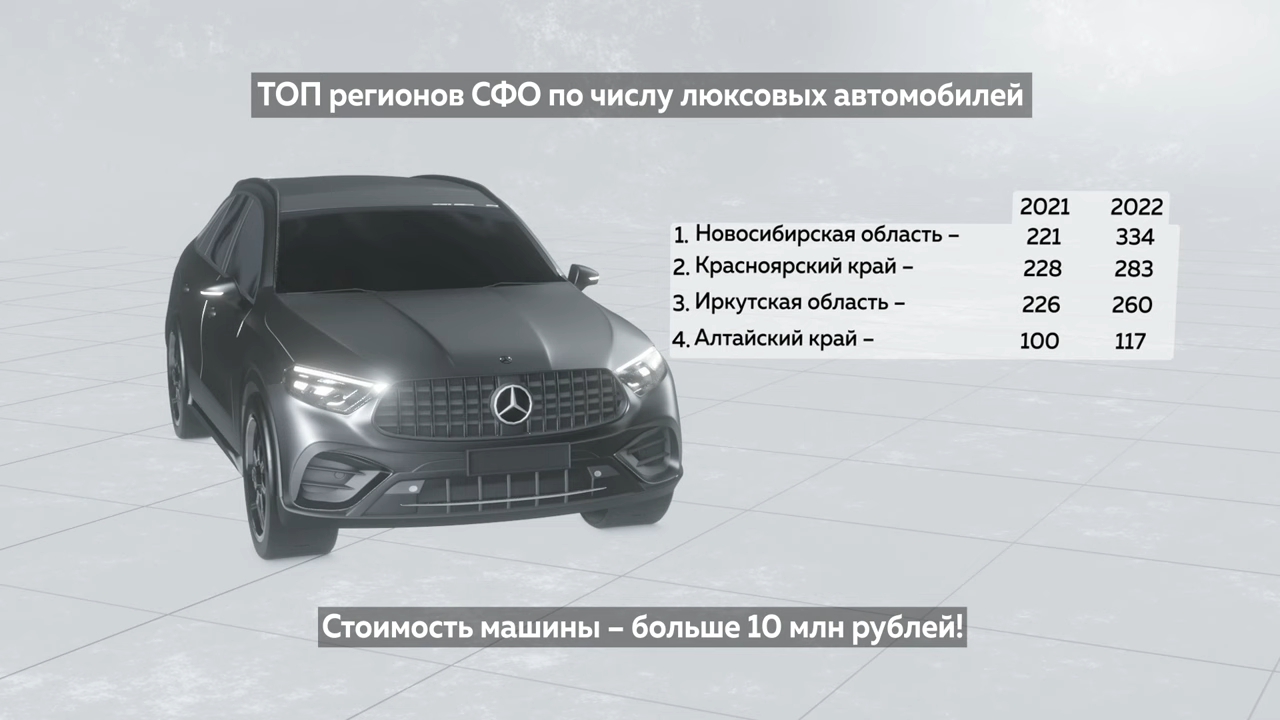 ТОП регионов СФО по числу люксовых автомобилей
2021 2022
1. Новосибирская область – 221 334
2. Красноярский край – 228 283
3. Иркутская область – 226 260
4. Алтайский край – 100 117
Стоимость машины – больше 10 млн рублей!